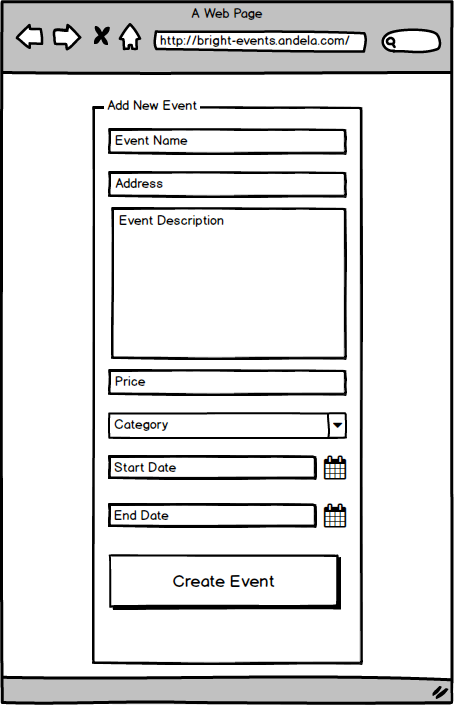 A Web Page
http://bright-events.andela.com/
Add New Event
Event Name
Address
Event Description
Price
Category
Start Date
End Date
Create Event